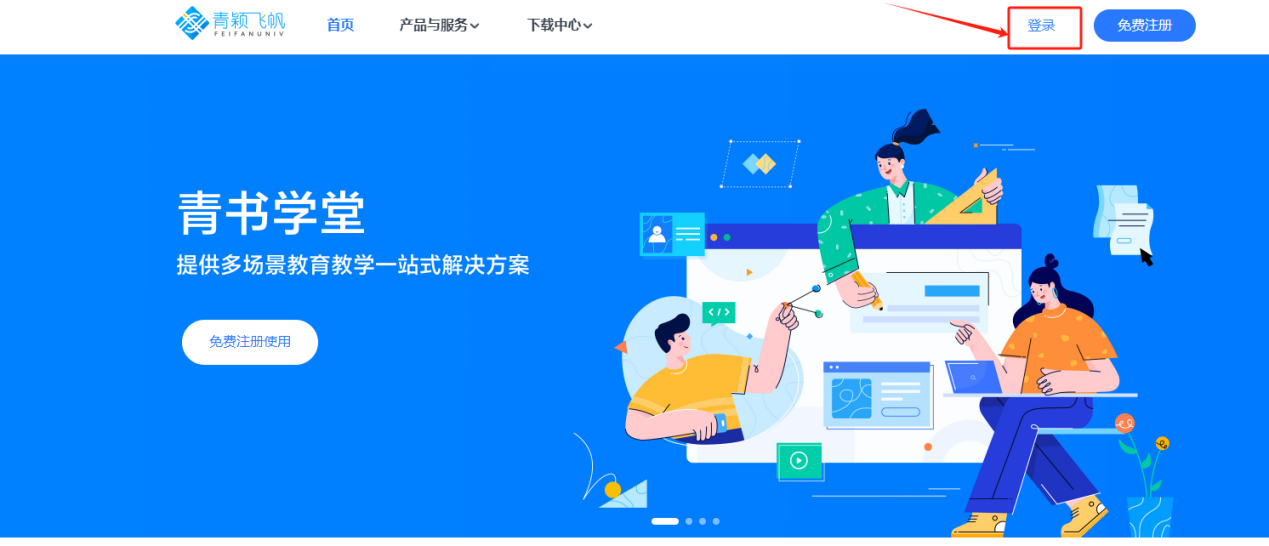 青颖飞帆
FEIFANUNIV
首页
产品与服务
下载中心
登录
免费注册
青书学堂
提供多场景教育教学一站式解决方案
免费注册使用